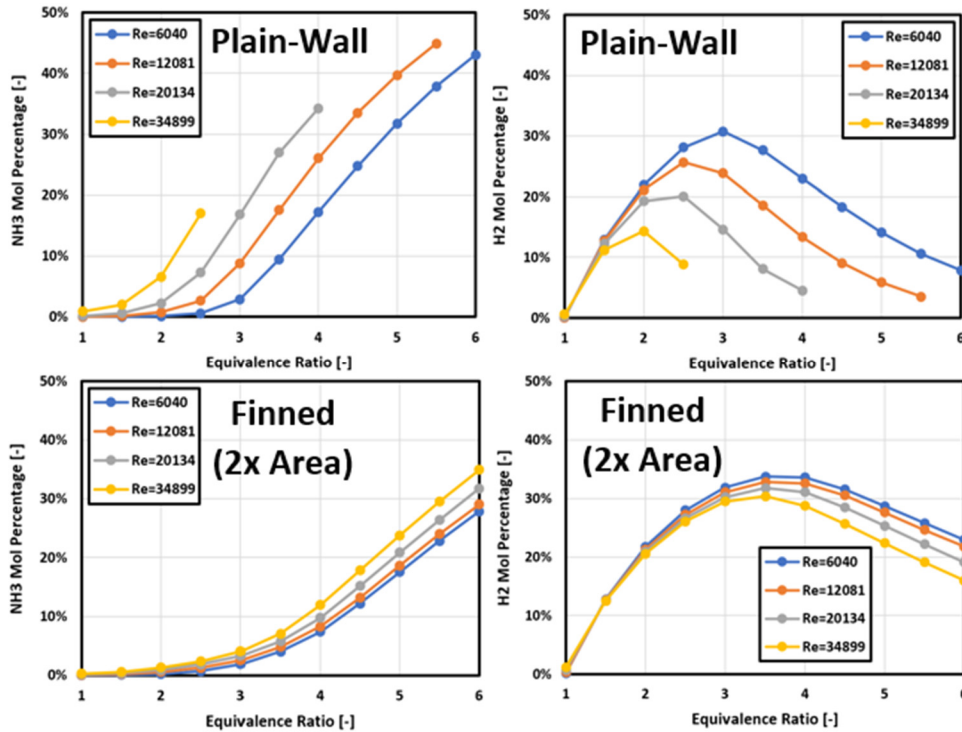 Plain-Wall
Re=6040
Re=12081
Re=20134
Re=34899
NH3 Mol Percentage [-]
50%
40%
30%
20%
10%
0%
1 2 3 4 5 6
Equivalence Ratio [-]
Plain-Wall
Re=6040
Re=12081
Re=20134
Re=34899
H2 Mol Percentage [-]
50%
40%
30%
20%
10%
0%
1 2 3 4 5 6
Equivalence Ratio [-]
Finned
(2x Area)
Re=6040
Re=12081
Re=20134
Re=34899
NH3 Mol Percentage [-]
50%
40%
30%
20%
10%
0%
1 2 3 4 5 6
Equivalence Ratio [-]
Finned
(2x Area)
Re=6040
Re=12081
Re=20134
Re=34899
H2 Mol Percentage [-]
50%
40%
30%
20%
10%
0%
1 2 3 4 5 6
Equivalence Ratio [-]